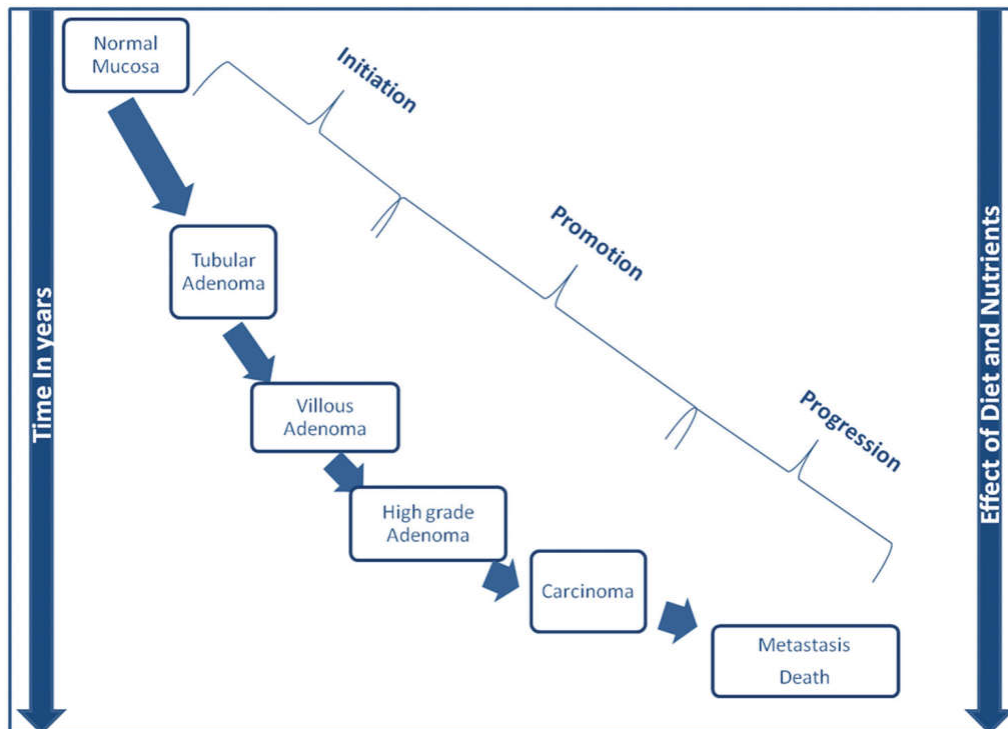 Normal
Mucosa
Initiation
Tubular
Adenoma
Promotion
Villous
Adenoma
Progression
High grade
Adenoma
Carcinoma
Metastasis
Death
Time In years
Effect of Diet and Nutrients